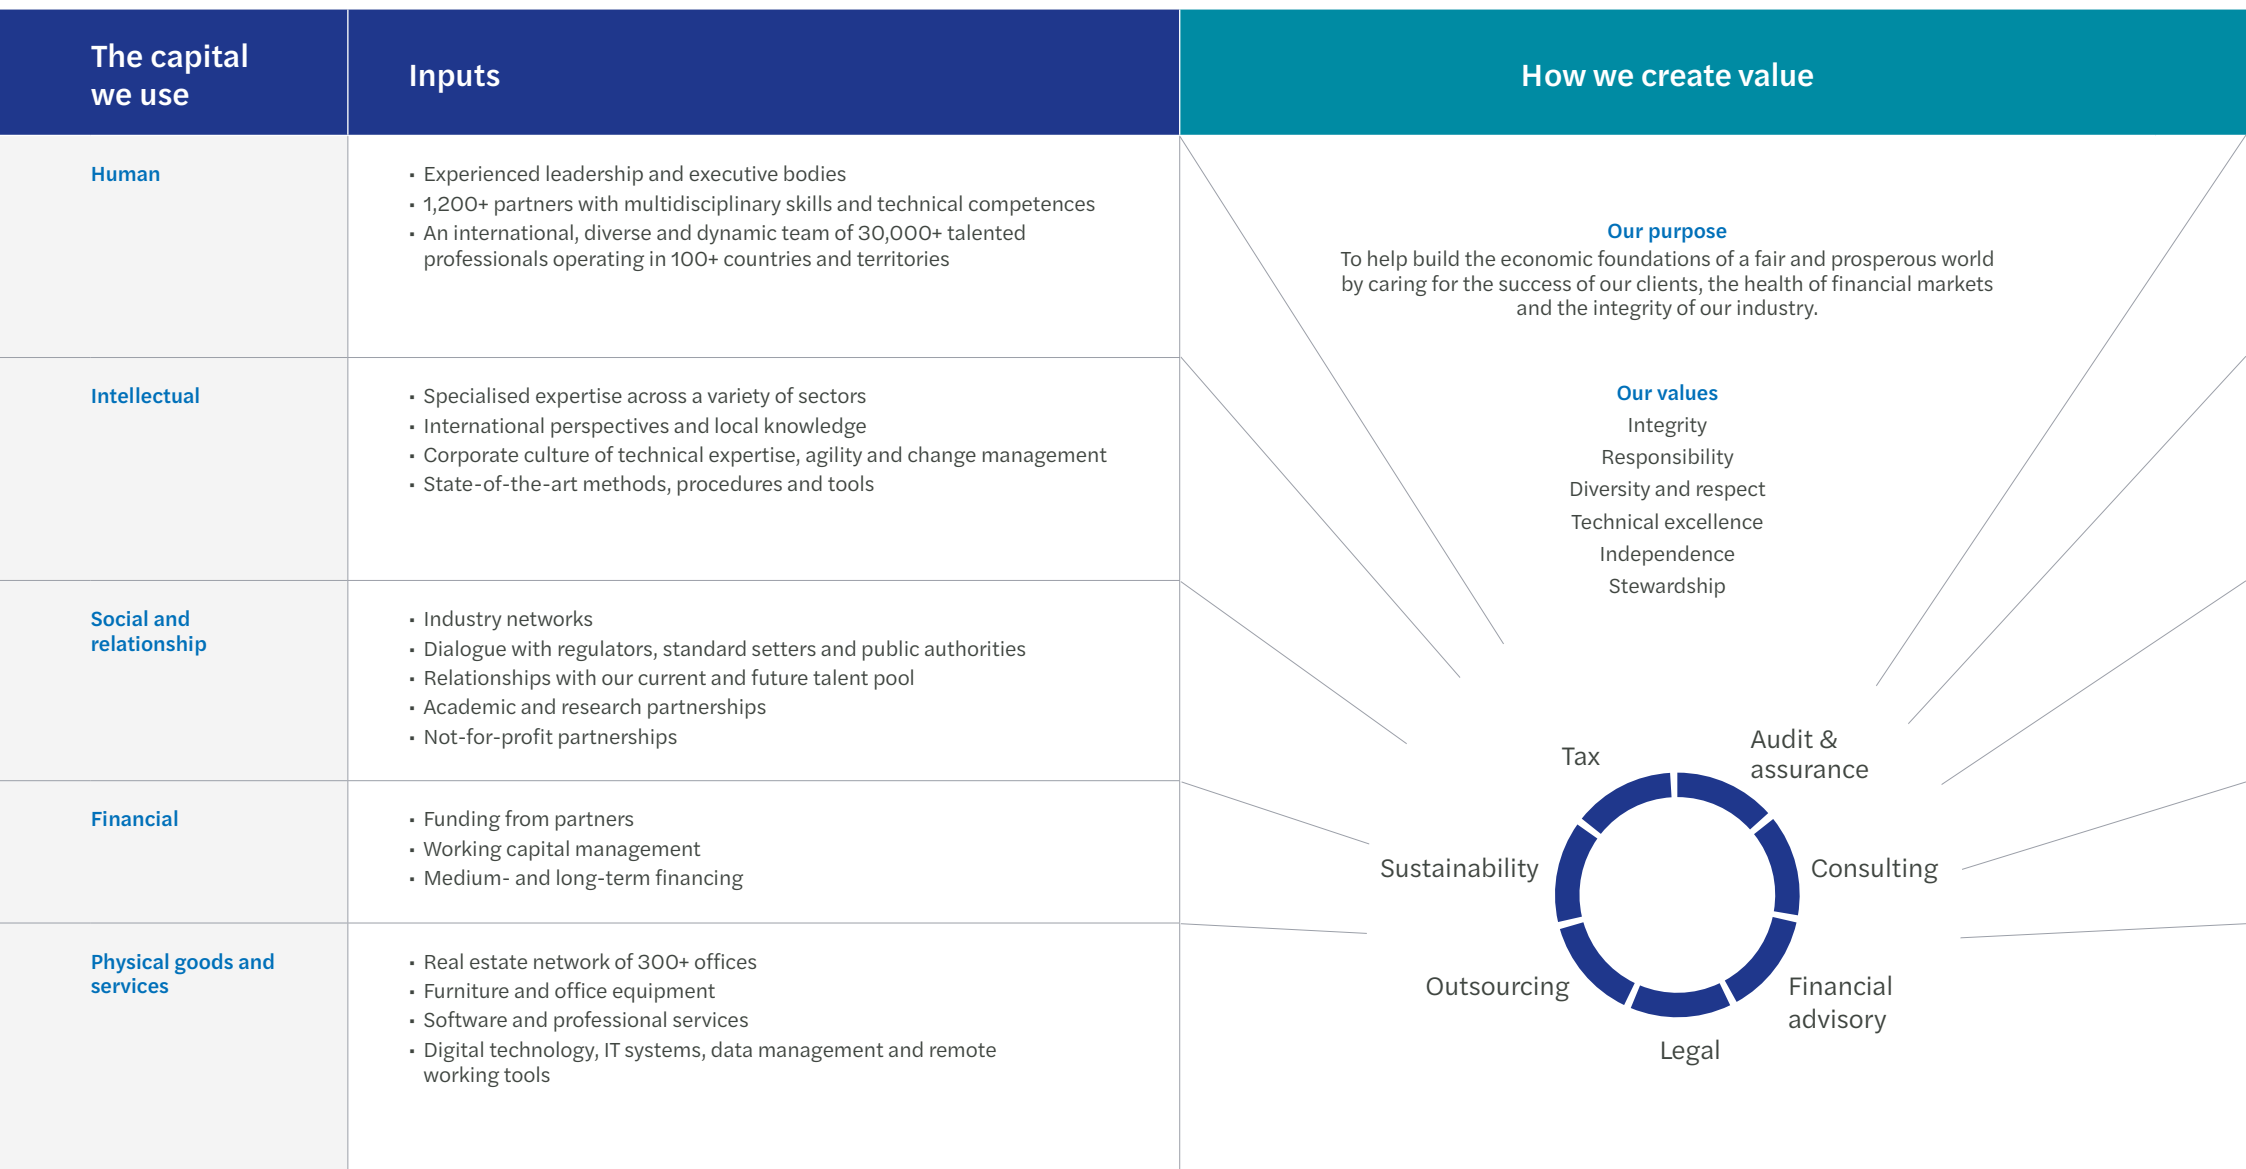 The capital
we use
Inputs
How we create value
Human
▪ Experienced leadership and executive bodies
▪ 1,200+ partners with multidisciplinary skills and technical competences
▪ An international, diverse and dynamic team of 30,000+ talented
professionals operating in 100+ countries and territories
Intellectual
▪ Specialised expertise across a variety of sectors
▪ International perspectives and local knowledge
▪ Corporate culture of technical expertise, agility and change management
▪ State-of-the-art methods, procedures and tools
Social and
relationship
▪ Industry networks
▪ Dialogue with regulators, standard setters and public authorities
▪ Relationships with our current and future talent pool
▪ Academic and research partnerships
▪ Not-for-profit partnerships
Financial
▪ Funding from partners
▪ Working capital management
▪ Medium- and long-term financing
Physical goods and
services
▪ Real estate network of 300+ offices
▪ Furniture and office equipment
▪ Software and professional services
▪ Digital technology, IT systems, data management and remote
working tools
Our purpose
To help build the economic foundations of a fair and prosperous world
by caring for the success of our clients, the health of financial markets
and the integrity of our industry.
Our values
Integrity
Responsibility
Diversity and respect
Technical excellence
Independence
Stewardship
Tax
Audit &
assurance
Sustainability
Consulting
Outsourcing
Financial
advisory
Legal